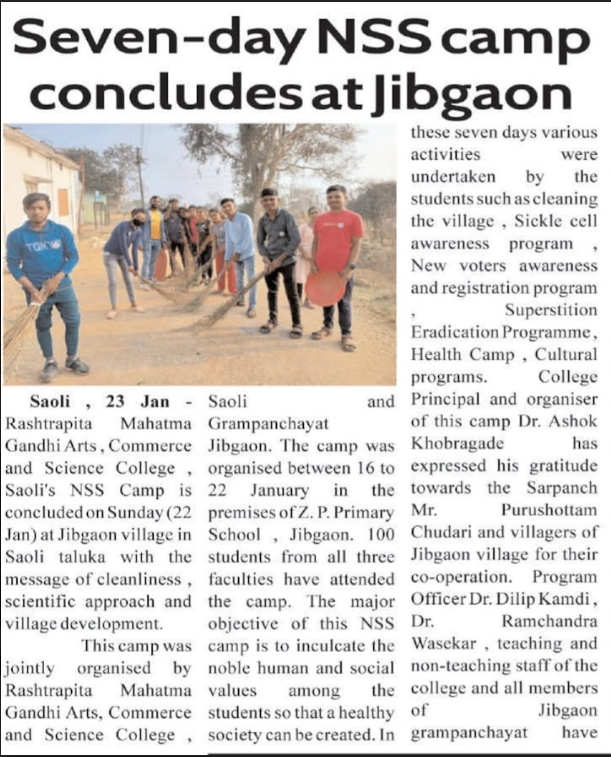 Seven-day NSS camp
concludes at Jibgaon
TOKYO
Saoli , 23 Jan -
Rashtrapita Mahatma
Gandhi Arts , Commerce
and Science College ,
Saoli's NSS Camp is
concluded on Sunday (22
Jan) at Jibgaon village in
Saoli taluka with the
message of cleanliness ,
scientific approach and
village development.
This camp was
jointly organised by
Rashtrapita Mahatma
Gandhi Arts, Commerce
and Science College ,
Saoli and
Grampanchayat
Jibgaon. The camp was
organised between 16 to
22 January in the
premises of Z. P. Primary
School , Jibgaon. 100
students from all three
faculties have attended
the camp. The major
objective of this NSS
camp is to inculcate the
noble human and social
values among the
students so that a healthy
society can be created. In
these seven days various
activities were
undertaken by the
students such as cleaning
the village , Sickle cell
awareness program ,
New voters awareness
and registration program
, Superstition
Eradication Programme ,
Health Camp , Cultural
programs. College
Principal and organiser
of this camp Dr. Ashok
Khobragade has
expressed his gratitude
towards the Sarpanch
Mr. Purushottam
Chudari and villagers of
Jibgaon village for their
co-operation. Program
Officer Dr. Dilip Kamdi ,
Dr. Ramchandra
Wasekar , teaching and
non-teaching staff of the
college and all members
of Jibgaon
grampanchayat have